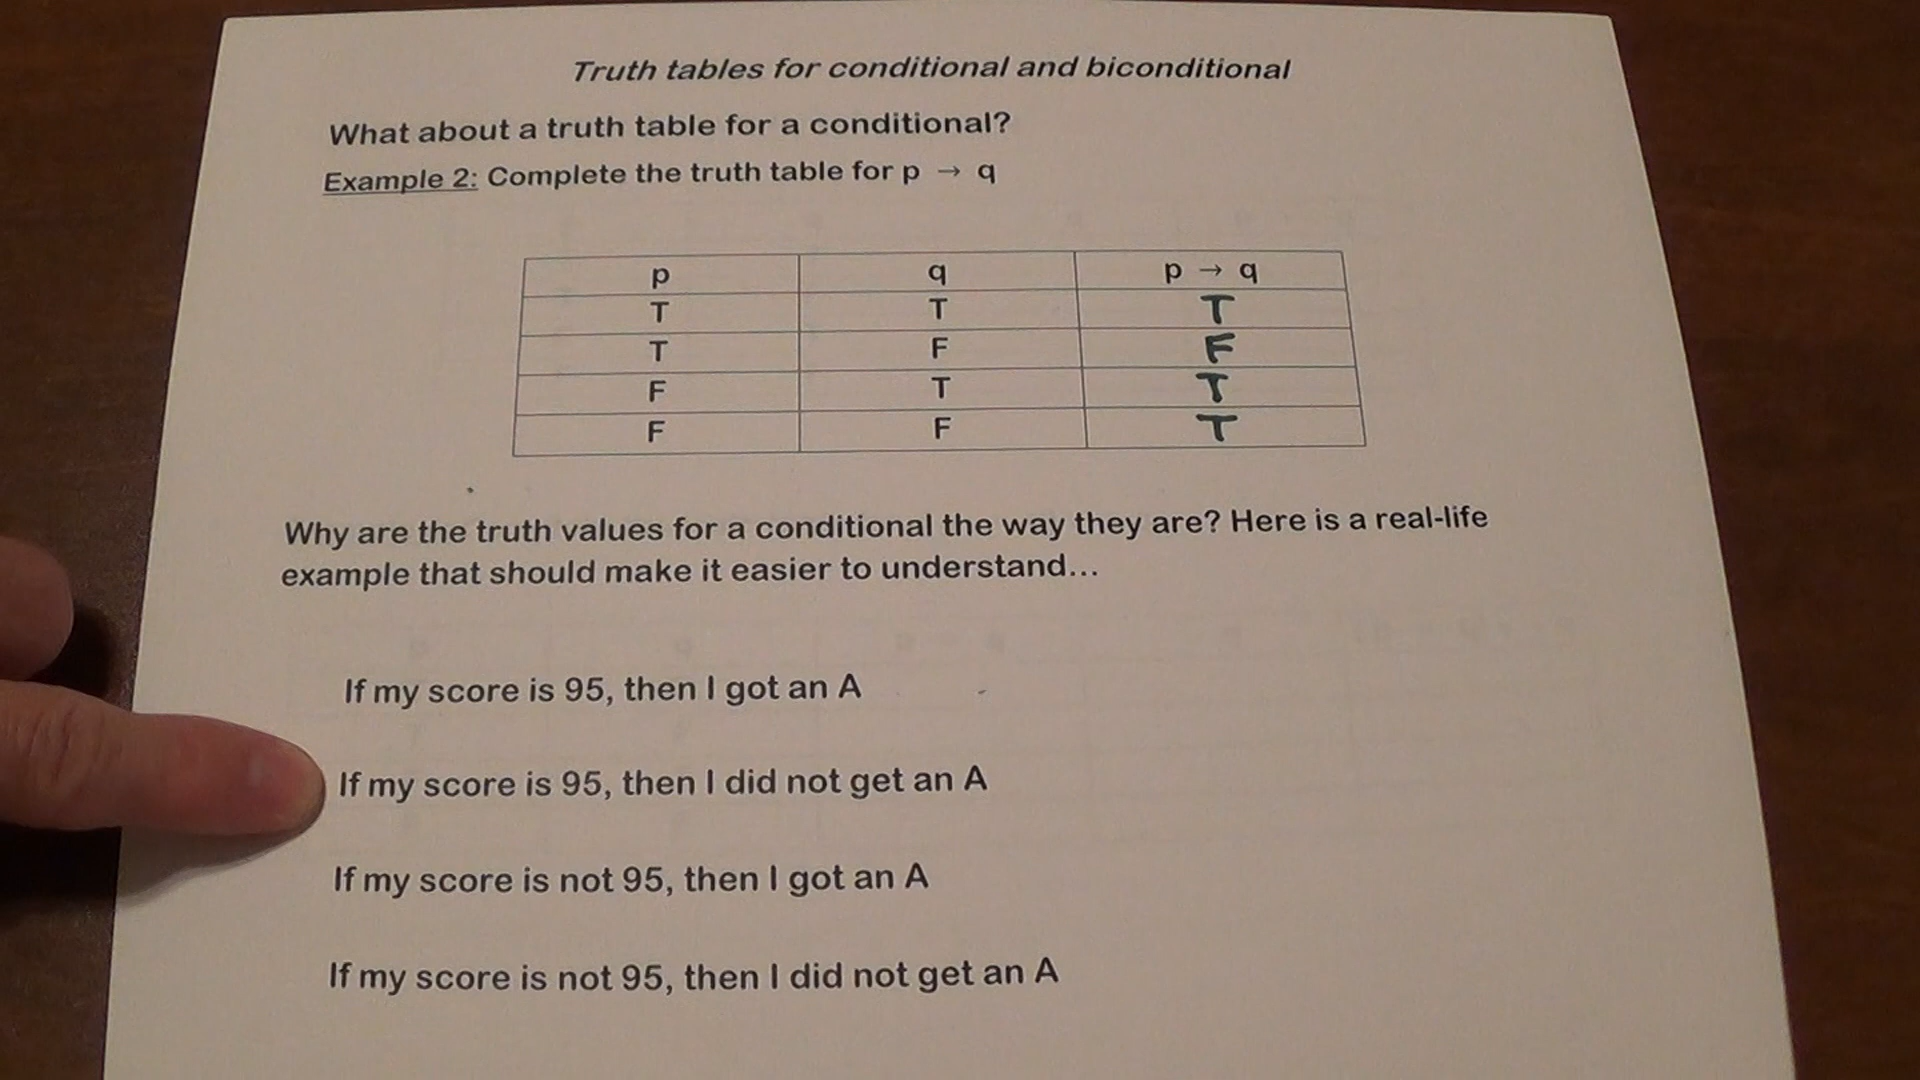 Truth tables for conditional and biconditional
What about a truth table for a conditional?
Example 2: Complete the truth table for p → q
p q p → q
T T T
T F F
F T T
F F T
Why are the truth values for a conditional the way they are? Here is a real-life
example that should make it easier to understand...
If my score is 95, then I got an A
If my score is 95, then I did not get an A
If my score is not 95, then I got an A
If my score is not 95, then I did not get an A